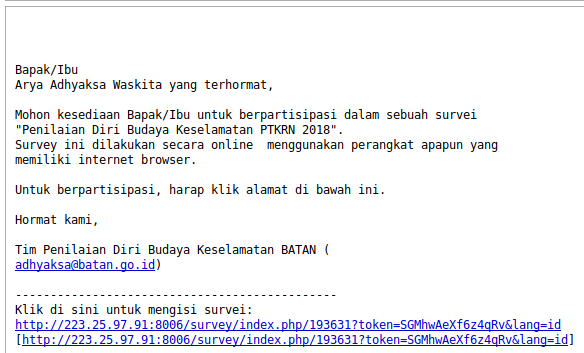 Bapak/Ibu
Arya Adhyaksa Waskita yang terhormat,
Mohon kesediaan Bapak/Ibu untuk berpartisipasi dalam sebuah survei
"Penilaian Diri Budaya Keselamatan PTKRN 2018".
Survey ini dilakukan secara online  menggunakan perangkat apapun yang
memiliki internet browser.
Untuk berpartisipasi, harap klik alamat di bawah ini.
Hormat kami,
Tim Penilaian Diri Budaya Keselamatan BATAN (
adhyaksa@batan.go.id)
----------------------------------------------
Klik di sini untuk mengisi survei:
http://223.25.97.91:8006/survey/index.php/193631?token=SGMhwAeXf6z4qRv&lang=id
[http://223.25.97.91:8006/survey/index.php/193631?token=SGMhwAeXf6z4qRv&lang=id]